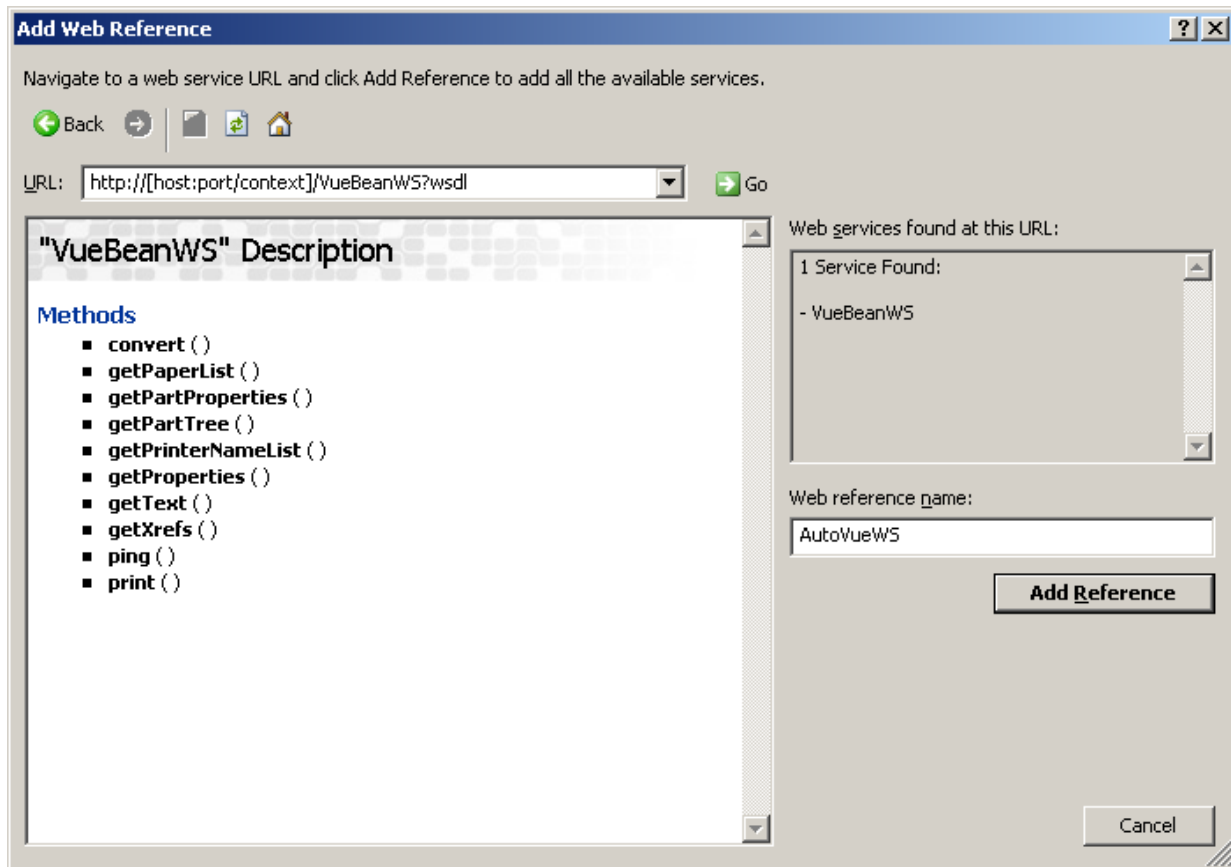 Add Web Reference
Navigate to a web service URL and click Add Reference to add all the available services.
Back
URL: http://[host:port/context]/VueBeanWS?wsdl Go
"VueBeanWS" Description
Methods
convert ( )
getPaperList ( )
getPartProperties ( )
getPartTree ( )
getPrinterNameList ( )
getProperties ( )
getText ( )
getXrefs ( )
ping ( )
print ( )
Web services found at this URL:
1 Service Found:
- VueBeanWS
Web reference name:
AutoVueWS
Add Reference
Cancel